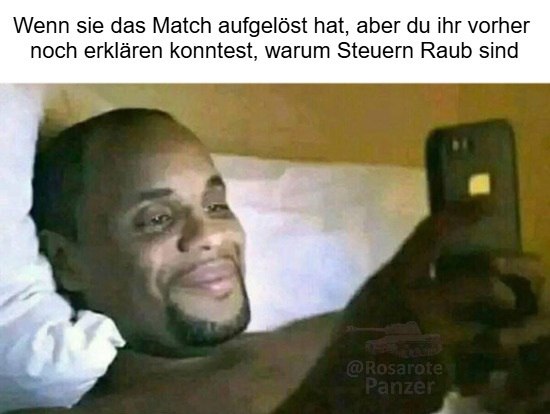 Wenn sie das Match aufgelöst hat, aber du ihr vorher
noch erklären konntest, warum Steuern Raub sind
@Rosarote
Panzer